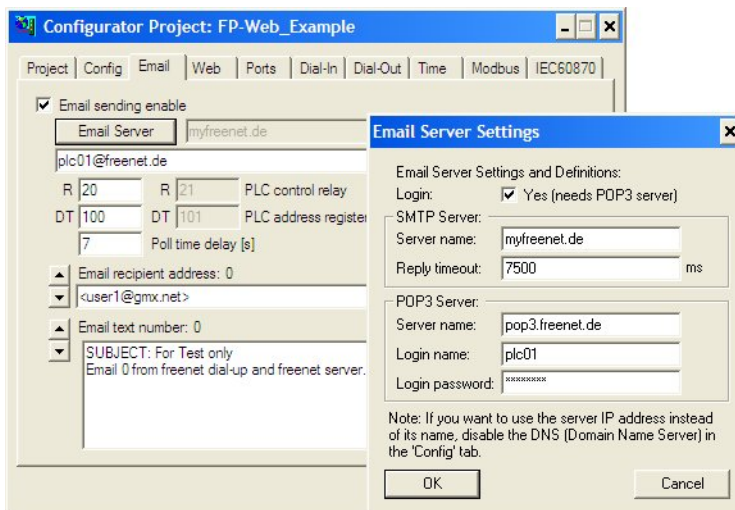 Configurator Project: FP-Web_Example
Project Config Email Web Ports Dial-In Dial-Out Time Modbus IEC60870
Email sending enable
Email Server myfreenet.de
plc01@freenet.de
R 20 R 21 PLC control relay
DT 100 DT 101 PLC address register
7 Poll time delay [s]
Email recipient address: 0
<user1@gmx.net>
Email text number: 0
SUBJECT: For Test only
Email 0 from freenet dial-up and freenet server.
Email Server Settings
Email Server Settings and Definitions:
Login: Yes (needs POP3 server)
SMTP Server:
Server name: myfreenet.de
Reply timeout: 7500 ms
POP3 Server:
Server name: pop3.freenet.de
Login name: plc01
Login password: ********
Note: If you want to use the server IP address instead
of its name, disable the DNS (Domain Name Server) in
the 'Config' tab.
OK Cancel